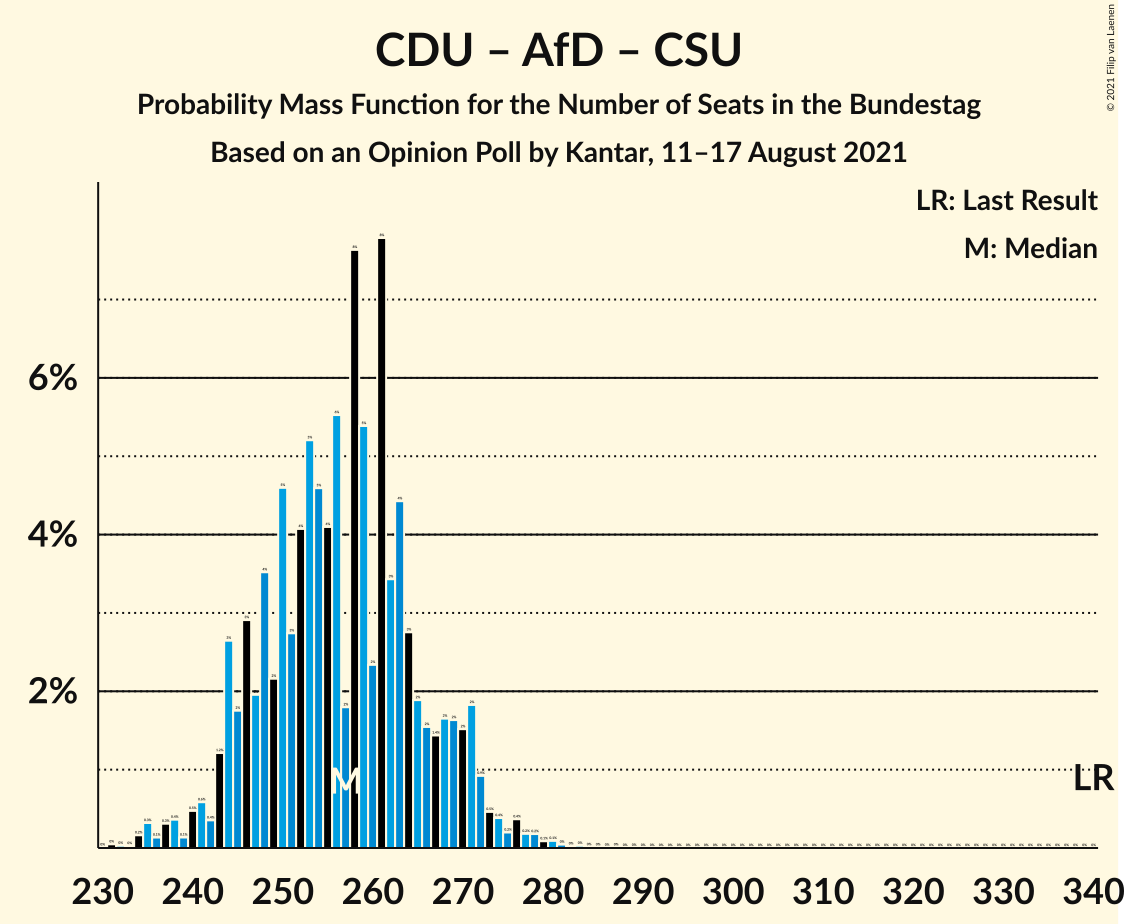 CDU – AfD – CSU
Probability Mass Function for the Number of Seats in the Bundestag
Based on an Opinion Poll by Kantar, 11–17 August 2021
© 2021 Filip van Laenen
LR: Last Result
M: Median
6%
4%
2%
M
LR
230 240 250 260 270 280 290 300 310 320 330 340